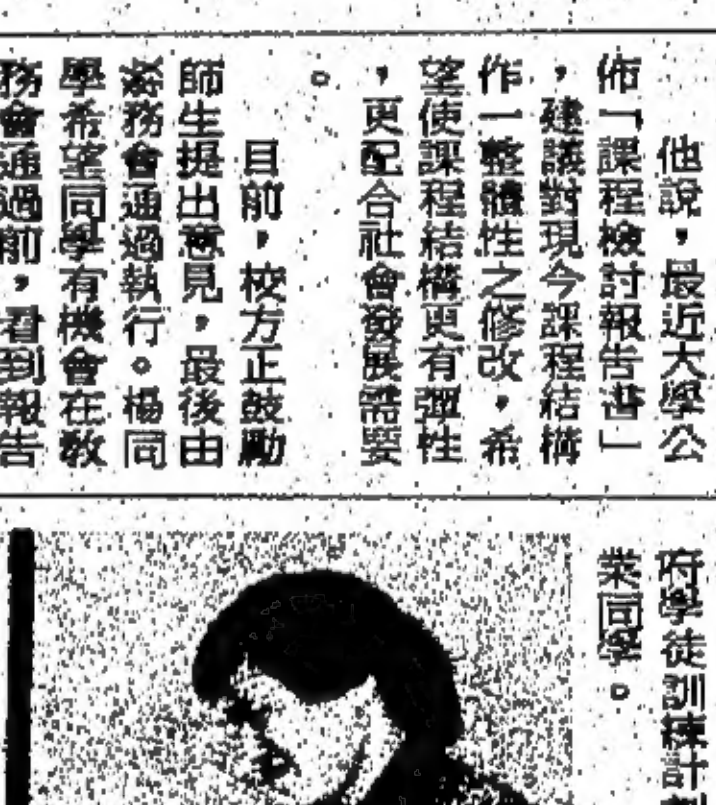 他說，最近大學公
佈「課程檢討報告書」
，建議對現今課程結構
作一整體性之修改，希
望使課程結構更有彈性
，更配合社會發展需要
。
目前，校方正鼓勵
師生提出意見，最後由
教務會通過執行。楊同
學希望同學有機會在教
務會通過前，看到報告
府學徒訓練計劃
業同學。